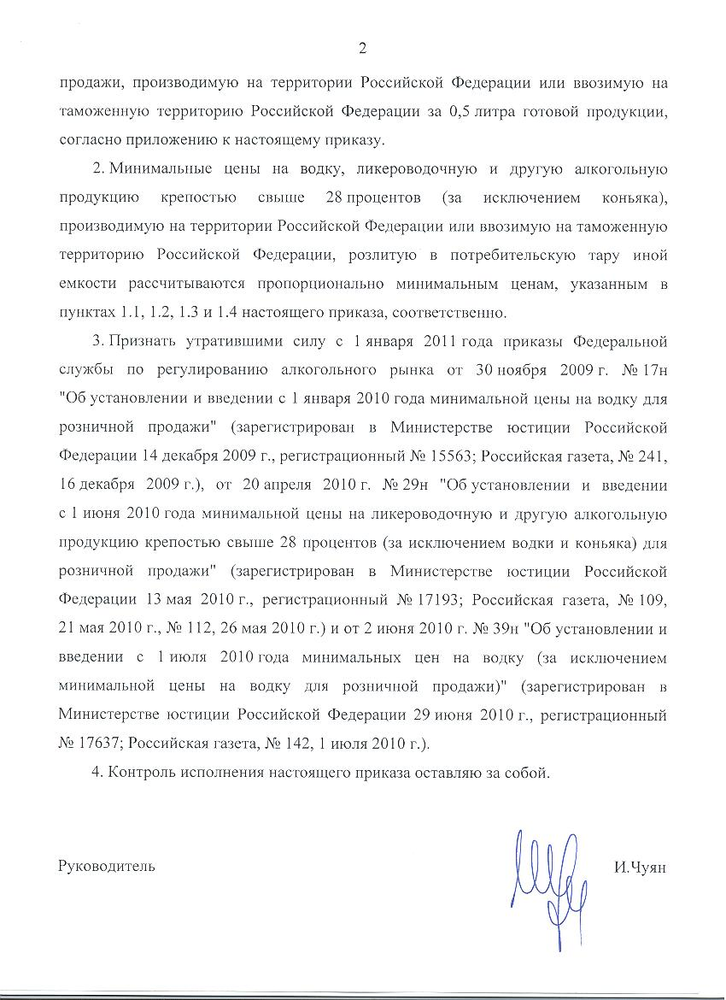 2
продажи, производимую на территории Российской Федерации или ввозимую на
таможенную территорию Российской Федерации за 0,5 литра готовой продукции,
согласно приложению к настоящему приказу.
2. Минимальные цены на водку, ликероводочную и другую алкогольную
продукцию крепостью свыше 28 процентов (за исключением коньяка),
производимую на территории Российской Федерации или ввозимую на таможенную
территорию Российской Федерации, розлитую в потребительскую тару иной
емкости рассчитываются пропорционально минимальным ценам, указанным в
пунктах 1.1, 1.2, 1.3 и 1.4 настоящего приказа, соответственно.
3. Признать утратившими силу с 1 января 2011 года приказы Федеральной
службы по регулированию алкогольного рынка от 30 ноября 2009 г. № 17н
"Об установлении и введении с 1 января 2010 года минимальной цены на водку для
розничной продажи" (зарегистрирован в Министерстве юстиции Российской
Федерации 14 декабря 2009 г., регистрационный № 15563; Российская газета, № 241,
16 декабря 2009 г.), от 20 апреля 2010 г. № 29н "Об установлении и введении
с 1 июня 2010 года минимальной цены на ликероводочную и другую алкогольную
продукцию крепостью свыше 28 процентов (за исключением водки и коньяка) для
розничной продажи" (зарегистрирован в Министерстве юстиции Российской
Федерации 13 мая 2010 г., регистрационный № 17193; Российская газета, № 109,
21 мая 2010 г., № 112, 26 мая 2010 г.) и от 2 июня 2010 г. № 39н "Об установлении и
введении с 1 июля 2010 года минимальных цен на водку (за исключением
минимальной цены на водку для розничной продажи)" (зарегистрирован в
Министерстве юстиции Российской Федерации 29 июня 2010 г., регистрационный
№ 17637; Российская газета, № 142, 1 июля 2010 г.).
4. Контроль исполнения настоящего приказа оставляю за собой.
Руководитель И.Чуян